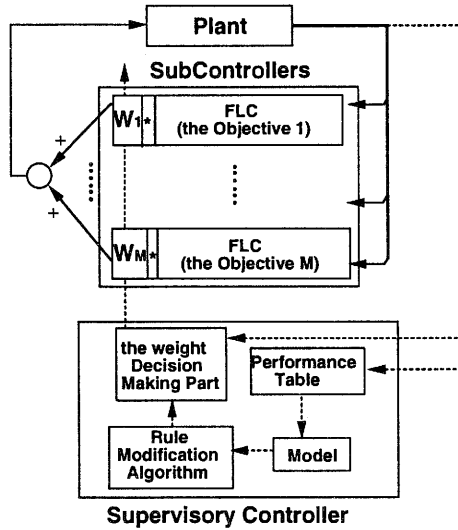 Plant
SubControllers
W1* FLC
(the Objective 1)
+
+
WM* FLC
(the Objective M)
the weight
Decision
Making Part
Performance
Table
Rule
Modification
Algorithm
Model
Supervisory Controller